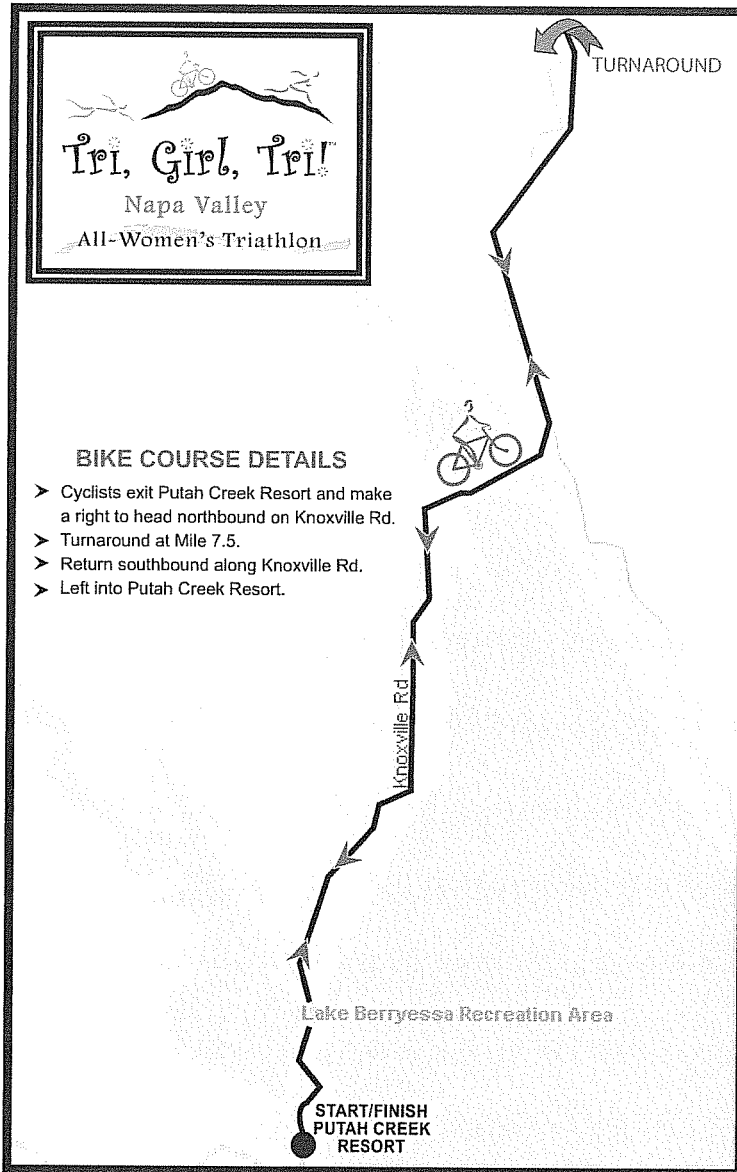 Tri, Girl, Tri!™
Napa Valley
All-Women's Triathlon
TURNAROUND
BIKE COURSE DETAILS
➤ Cyclists exit Putah Creek Resort and make
a right to head northbound on Knoxville Rd.
➤ Turnaround at Mile 7.5.
➤ Return southbound along Knoxville Rd.
➤ Left into Putah Creek Resort.
Knoxville Rd
Lake Berryessa Recreation Area
START/FINISH
PUTAH CREEK
RESORT